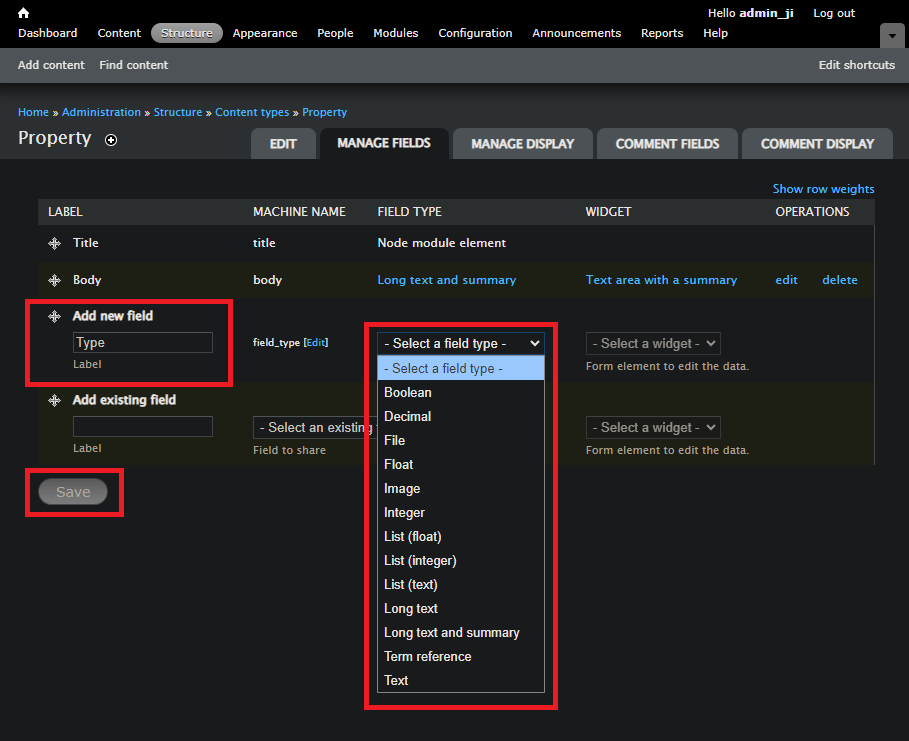 Hello admin_ji Log out
Dashboard Content Structure Appearance People Modules Configuration Announcements Reports Help
Add content Find content Edit shortcuts
Home » Administration » Structure » Content types » Property
Property
EDIT MANAGE FIELDS MANAGE DISPLAY COMMENT FIELDS COMMENT DISPLAY
Show row weights
LABEL MACHINE NAME FIELD TYPE WIDGET OPERATIONS
Title title Node module element
Body body Long text and summary Text area with a summary edit delete
Add new field
Type field_type [Edit] - Select a field type - - Select a widget -
Label Form element to edit the data.
- Select a field type -
Boolean
Decimal
File
Float
Image
Integer
List (float)
List (integer)
List (text)
Long text
Long text and summary
Term reference
Text
Add existing field
- Select an existing - Select a widget -
Label Field to share Form element to edit the data.
Save